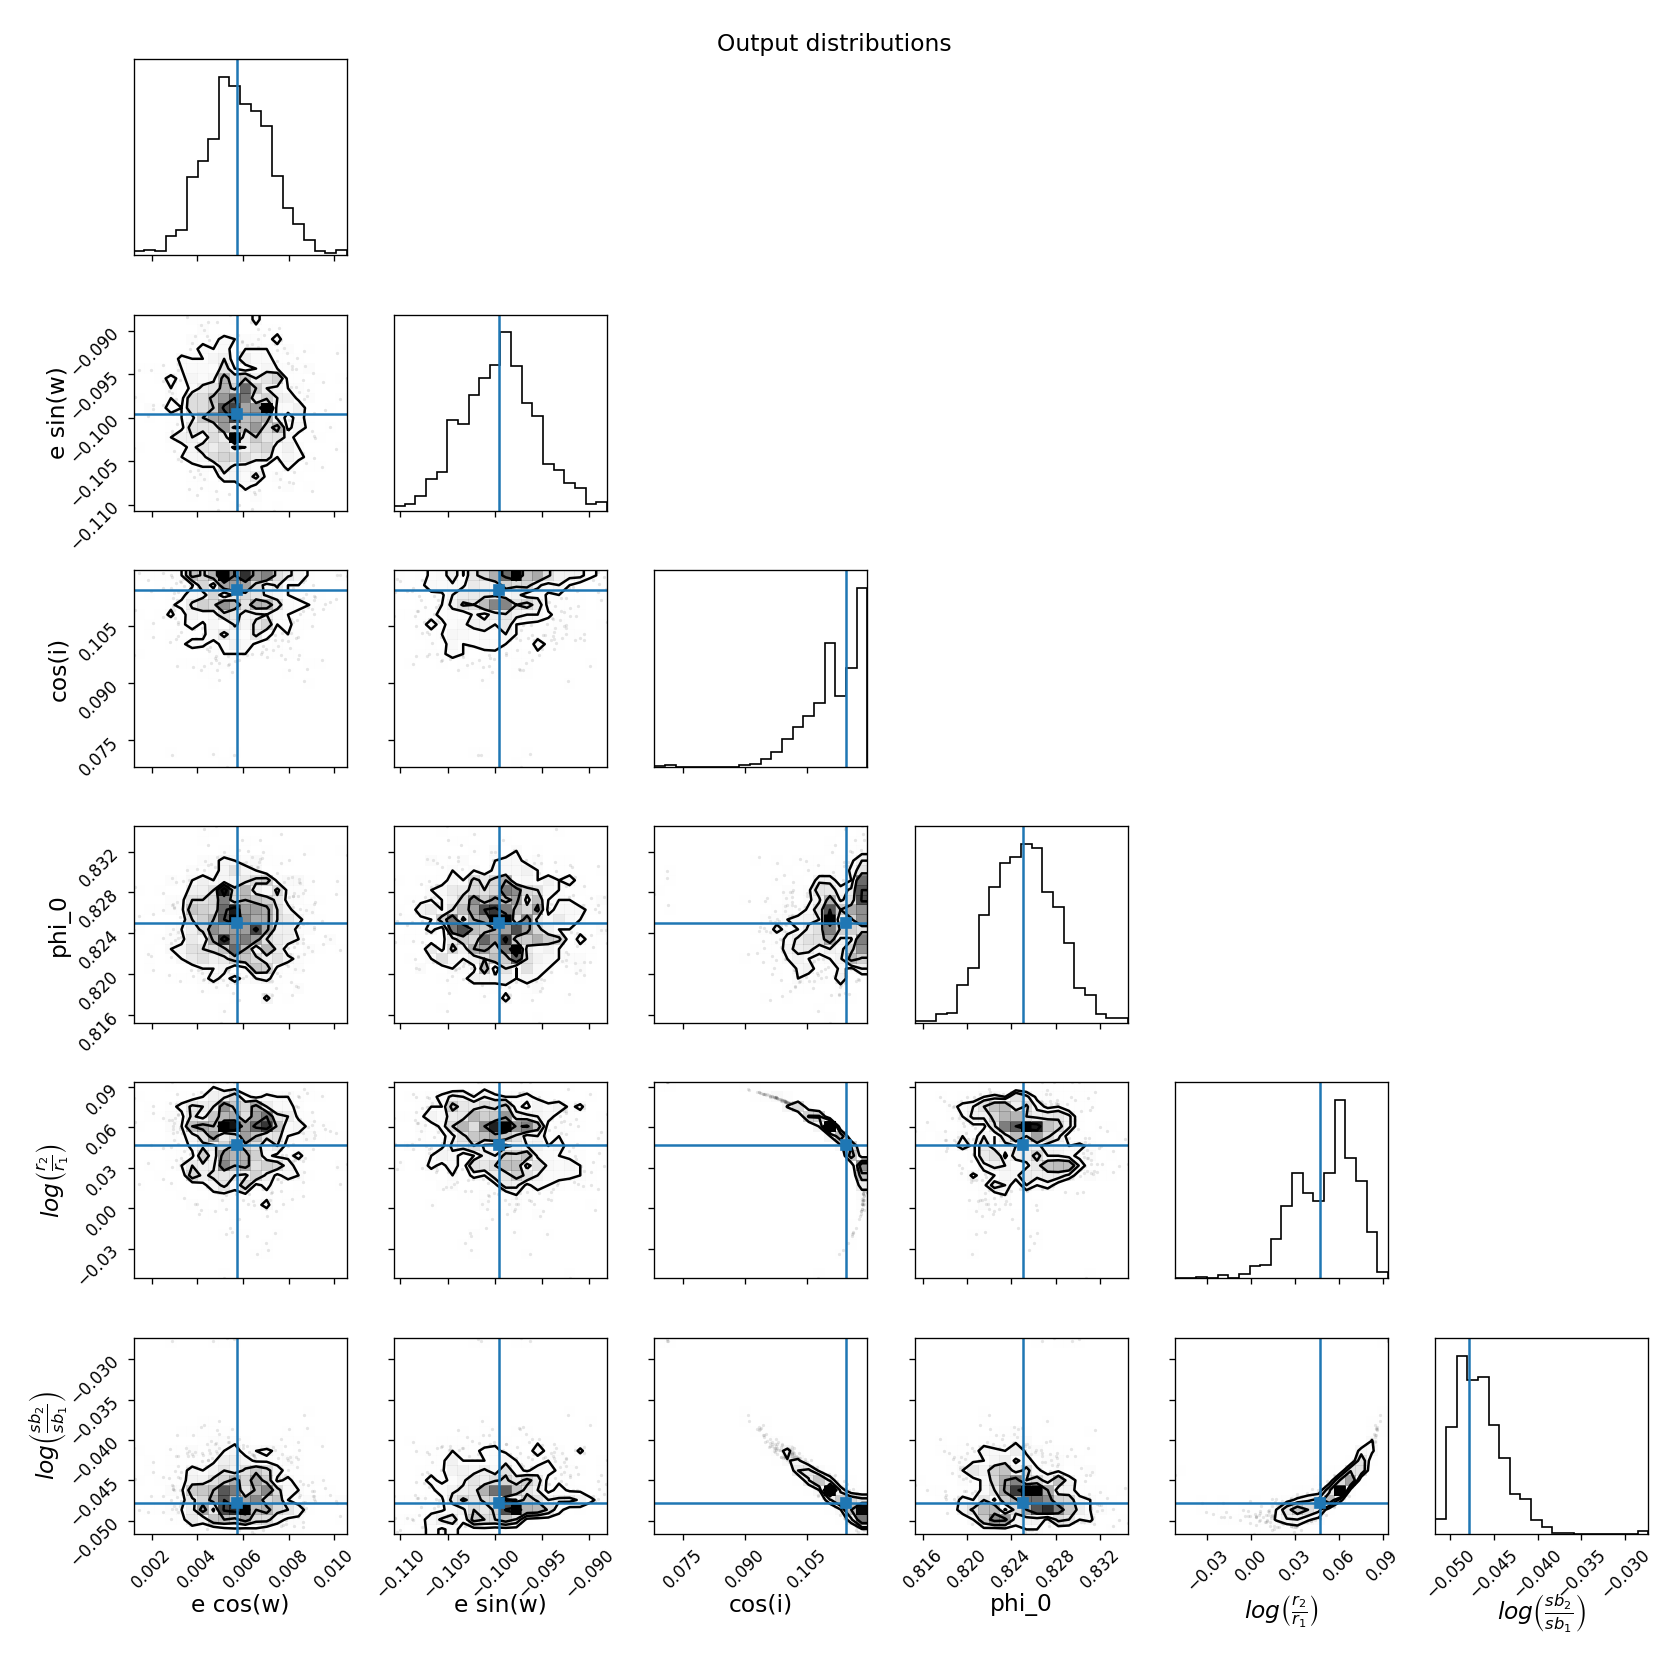 Output distributions
e sin(w)
−0.090
−0.095
−0.100
−0.105
−0.110
cos(i)
0.105
0.090
0.075
phi_0
0.832
0.828
0.824
0.820
0.816
log(r2/r1)
0.09
0.06
0.03
0.00
−0.03
log(sb2/sb1)
−0.030
−0.035
−0.040
−0.045
−0.050
0.002 0.004 0.006 0.008 0.010
−0.110 −0.105 −0.100 −0.095 −0.090
0.075 0.090 0.105
0.816 0.820 0.824 0.828 0.832
−0.03 0.00 0.03 0.06 0.09
−0.050 −0.045 −0.040 −0.035 −0.030
e cos(w)
e sin(w)
cos(i)
phi_0
log(r2/r1)
log(sb2/sb1)